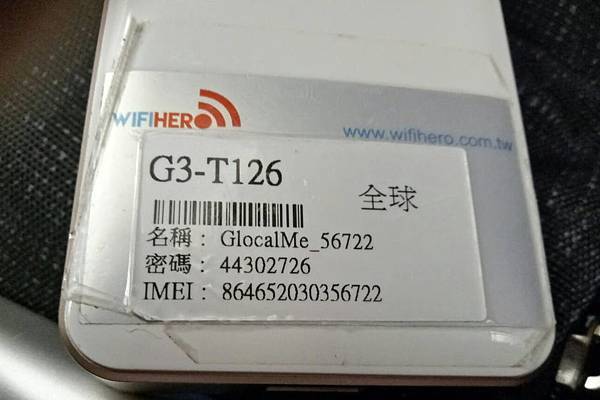 WIFIHERO
www.wifihero.com.tw
G3-T126
全球
名稱： GlocalMe_56722
密碼： 44302726
IMEI： 864652030356722